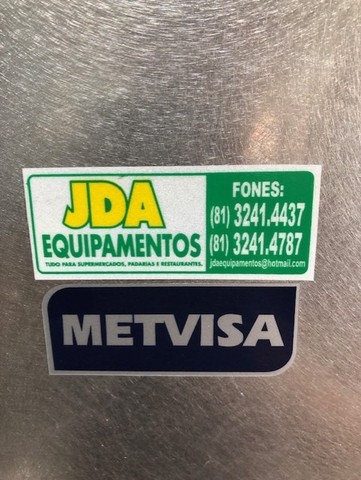 JDA
EQUIPAMENTOS
TUDO PARA SUPERMERCADOS, PADARIAS E RESTAURANTES.
FONES:
(81) 3241.4437
(81) 3241.4787
jdaequipamentos@hotmail.com
METVISA